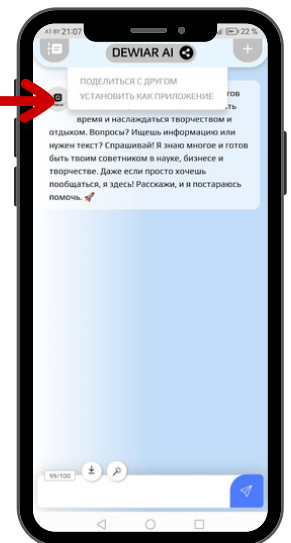 A1 BY 21:07
22 %
DEWIAR AI
ПОДЕЛИТЬСЯ С ДРУГОМ
УСТАНОВИТЬ КАК ПРИЛОЖЕНИЕ
время и наслаждаться творчеством и
отдыхом. Вопросы? Ищешь информацию или
нужен текст? Спрашивай! Я знаю многое и готов
быть твоим советником в науке, бизнесе и
творчестве. Даже если просто хочешь
пообщаться, я здесь! Расскажи, и я постараюсь
помочь. 🚀
99/100